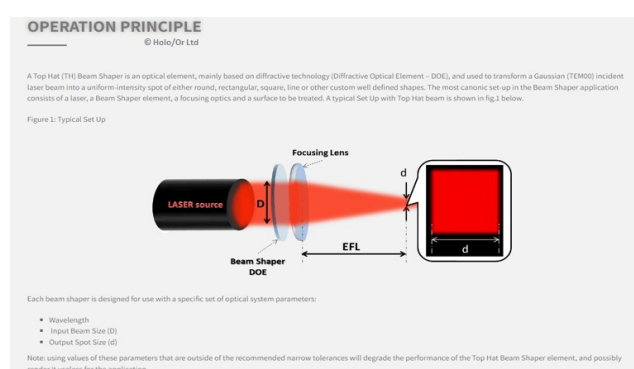 OPERATION PRINCIPLE
© Holo/Or Ltd
A Top Hat (TH) Beam Shaper is an optical element, mainly based on diffractive technology (Diffractive Optical Element – DOE), and used to transform a Gaussian (TEM00) incident
laser beam into a uniform-intensity spot of either round, rectangular, square, line or other custom well defined shapes. The most canonic set-up in the Beam Shaper application
consists of a laser, a Beam Shaper element, a focusing optics and a surface to be treated. A typical Set Up with Top Hat beam is shown in fig.1 below.
Figure 1: Typical Set Up
Focusing Lens
d
LASER source
D
d
EFL
Beam Shaper
DOE
Each beam shaper is designed for use with a specific set of optical system parameters:
Wavelength
Input Beam Size (D)
Output Spot Size (d)
Note: using values of these parameters that are outside of the recommended narrow tolerances will degrade the performance of the Top Hat Beam Shaper element, and possibly